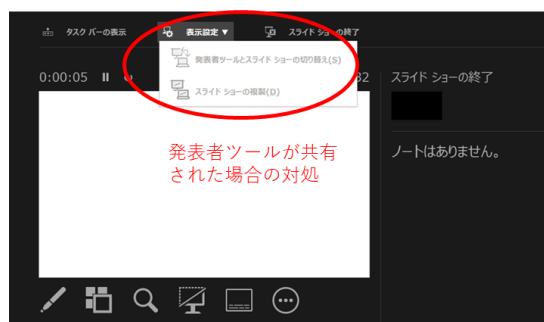 タスク バーの表示
表示設定 ▼
スライド ショーの終了
発表者ツールとスライド ショーの切り替え(S)
スライド ショーの複製(D)
0:00:05
32
スライド ショーの終了
発表者ツールが共有
された場合の対処
ノートはありません。